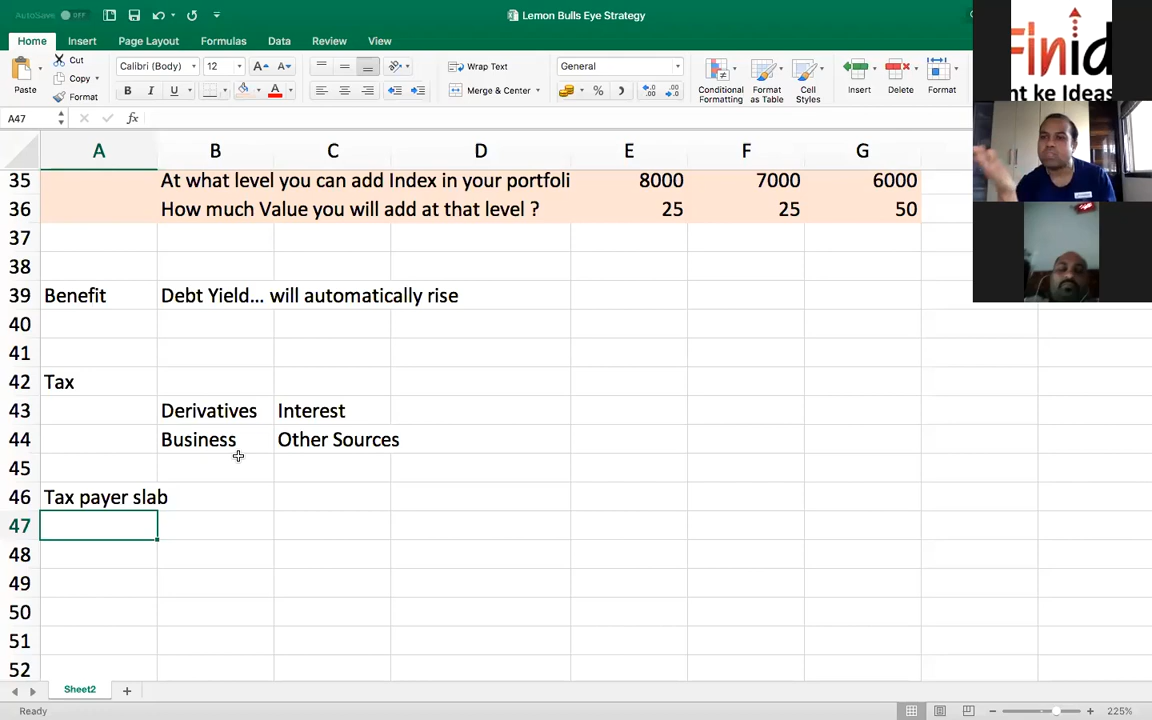 AutoSave OFF
Lemon Bulls Eye Strategy
Home Insert Page Layout Formulas Data Review View
Paste
Cut
Copy
Format
Calibri (Body) 12
A A
B I U A
Wrap Text
Merge & Center
General
%
Conditional Formatting
Format as Table
Cell Styles
Insert
Delete
Format
A47 fx
A B C D E F G
35 At what level you can add Index in your portfoli 8000 7000 6000
36 How much Value you will add at that level ? 25 25 50
37
38
39 Benefit Debt Yield... will automatically rise
40
41
42 Tax
43 Derivatives Interest
44 Business Other Sources
45
46 Tax payer slab
47
48
49
50
51
52
Sheet2
Ready 225%
Finid
nt ke Ideas